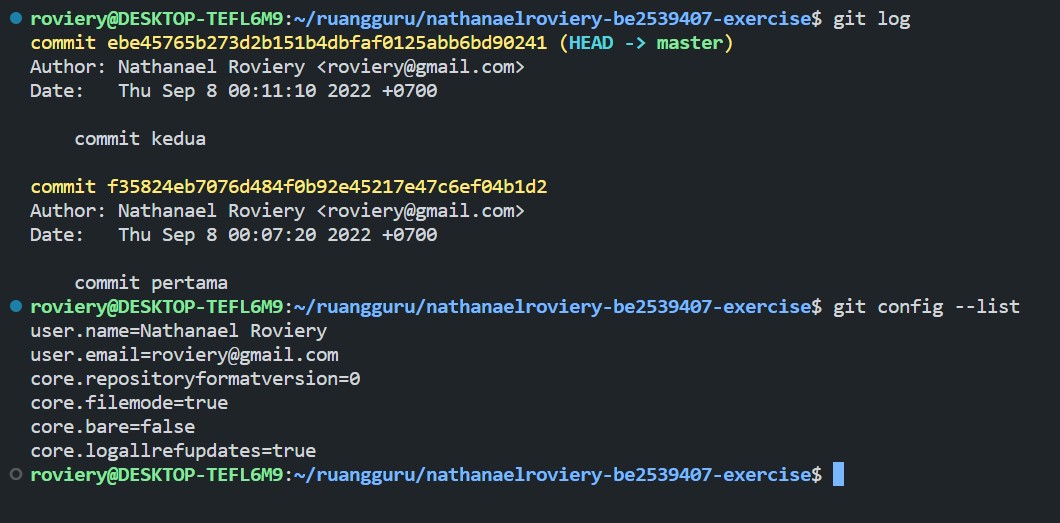 roviery@DESKTOP-TEFL6M9:~/ruangguru/nathanaelroviery-be2539407-exercise$ git log
commit ebe45765b273d2b151b4dbfaf0125abb6bd90241 (HEAD -> master)
Author: Nathanael Roviery <roviery@gmail.com>
Date:   Thu Sep 8 00:11:10 2022 +0700
    commit kedua
commit f35824eb7076d484f0b92e45217e47c6ef04b1d2
Author: Nathanael Roviery <roviery@gmail.com>
Date:   Thu Sep 8 00:07:20 2022 +0700
    commit pertama
roviery@DESKTOP-TEFL6M9:~/ruangguru/nathanaelroviery-be2539407-exercise$ git config --list
user.name=Nathanael Roviery
user.email=roviery@gmail.com
core.repositoryformatversion=0
core.filemode=true
core.bare=false
core.logallrefupdates=true
roviery@DESKTOP-TEFL6M9:~/ruangguru/nathanaelroviery-be2539407-exercise$